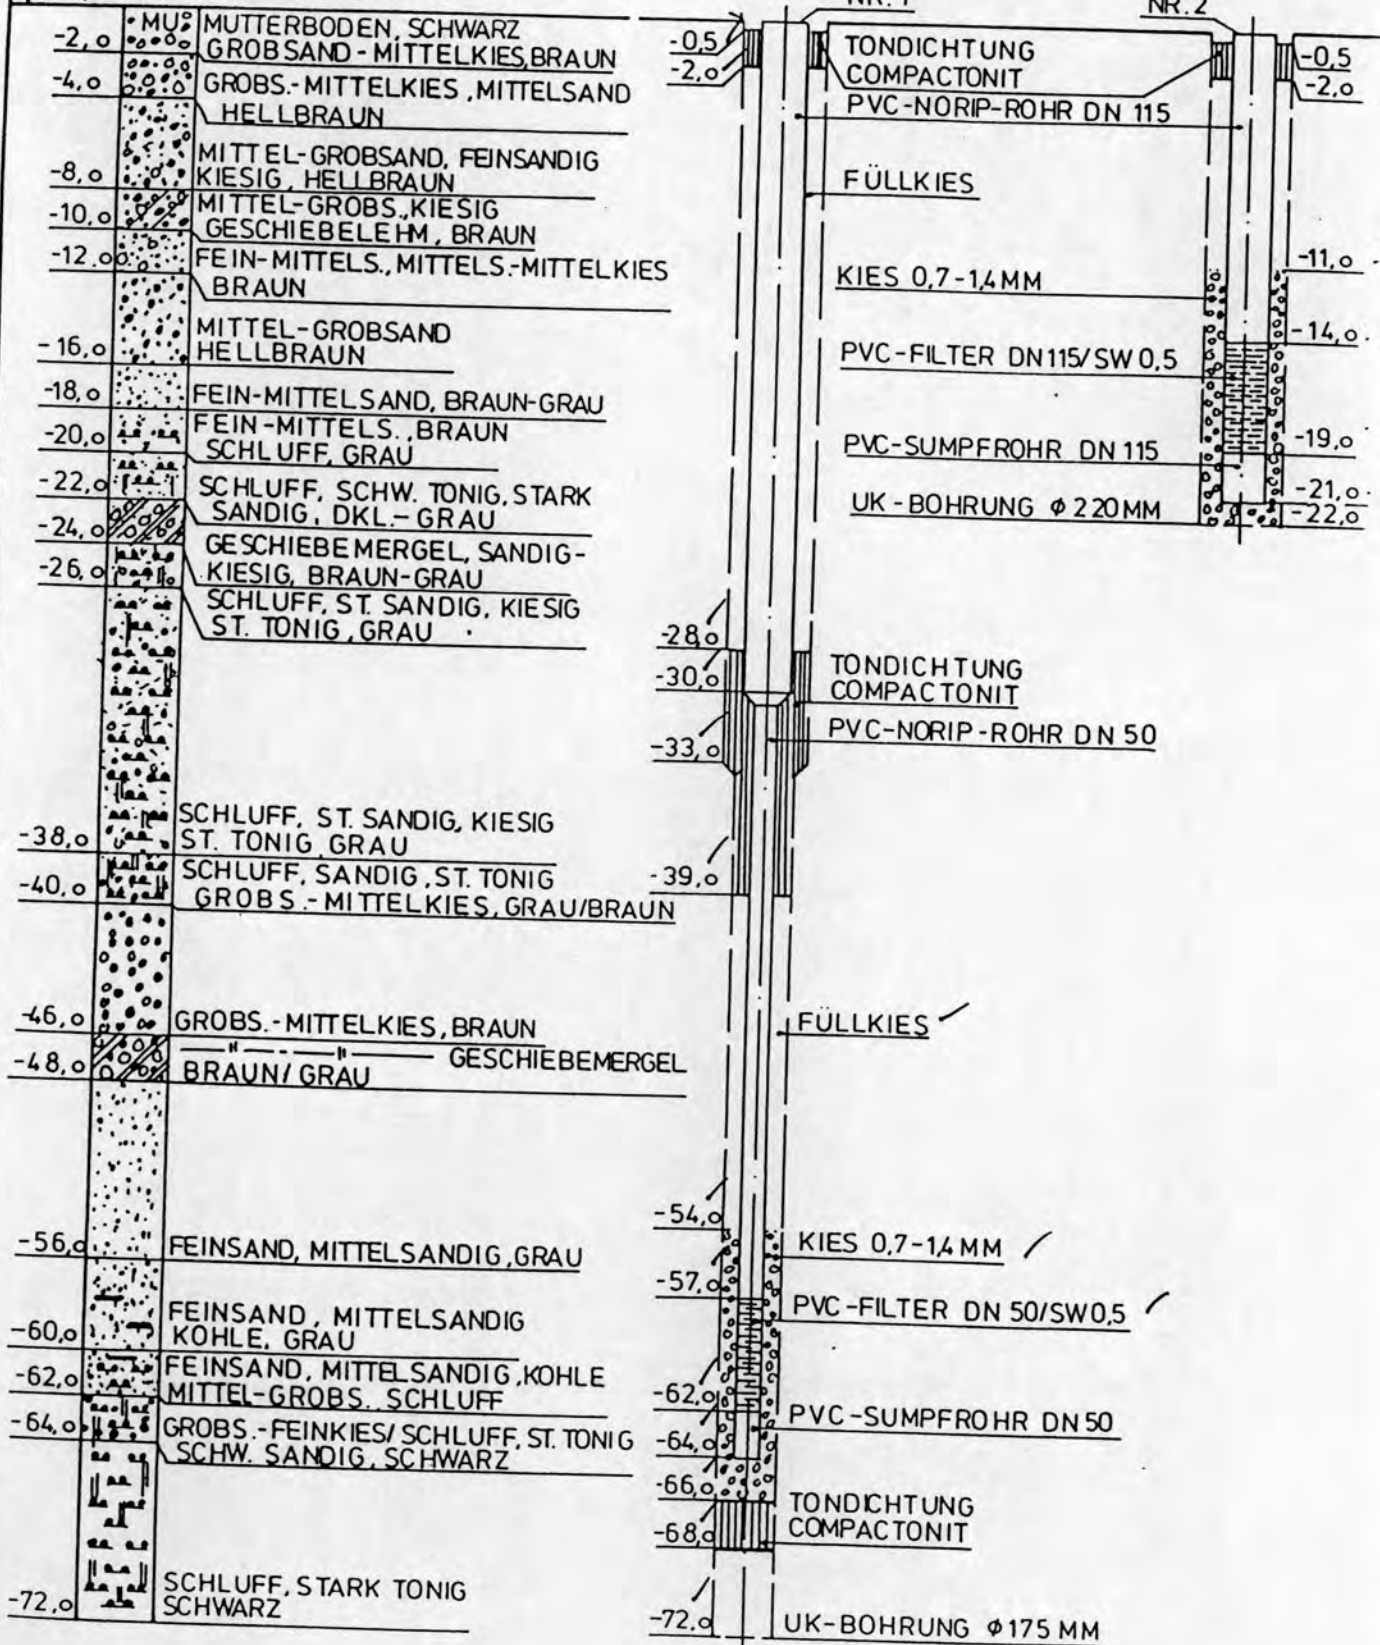 MU
MUTTERBODEN, SCHWARZ
-2,0 GROBSAND-MITTELKIES,BRAUN
-4,0 GROBS.-MITTELKIES, MITTELSAND
HELLBRAUN
MITTEL-GROBSAND, FEINSANDIG
-8,0 KIESIG, HELLBRAUN
-10,0 MITTEL-GROBS.,KIESIG
GESCHIEBELEHM, BRAUN
-12,0 FEIN-MITTELS., MITTELS.-MITTELKIES
BRAUN
MITTEL-GROBSAND
-16,0 HELLBRAUN
-18,0 FEIN-MITTELSAND, BRAUN-GRAU
-20,0 FEIN-MITTELS., BRAUN
SCHLUFF, GRAU
-22,0 SCHLUFF, SCHW. TONIG, STARK
SANDIG, DKL.-GRAU
-24,0 GESCHIEBEMERGEL, SANDIG-
-26,0 KIESIG, BRAUN-GRAU
SCHLUFF, ST. SANDIG, KIESIG
ST. TONIG, GRAU
SCHLUFF, ST. SANDIG, KIESIG
-38,0 ST. TONIG, GRAU
SCHLUFF, SANDIG, ST. TONIG
-40,0 GROBS.-MITTELKIES, GRAU/BRAUN
-46,0 GROBS.-MITTELKIES, BRAUN
—"—·—"— GESCHIEBEMERGEL
-48,0 BRAUN/GRAU
-56,0 FEINSAND, MITTELSANDIG, GRAU
FEINSAND, MITTELSANDIG
-60,0 KOHLE, GRAU
FEINSAND, MITTELSANDIG, KOHLE
-62,0 MITTEL-GROBS. SCHLUFF
-64,0 GROBS.-FEINKIES/SCHLUFF, ST. TONIG
SCHW. SANDIG, SCHWARZ
SCHLUFF, STARK TONIG
-72,0 SCHWARZ
NR. 1
-0,5
-2,0
TONDICHTUNG
COMPACTONIT
PVC-NORIP-ROHR DN 115
FÜLLKIES
-28,0
-30,0
TONDICHTUNG
COMPACTONIT
-33,0
PVC-NORIP-ROHR DN 50
-39,0
FÜLLKIES
-54,0
KIES 0,7-1,4 MM
-57,0
PVC-FILTER DN 50/SW 0,5
-62,0
PVC-SUMPFROHR DN 50
-64,0
-66,0
TONDICHTUNG
COMPACTONIT
-68,0
-72,0
UK-BOHRUNG Ø 175 MM
NR. 2
-0,5
-2,0
-11,0
KIES 0,7-1,4 MM
-14,0
PVC-FILTER DN 115/SW 0,5
-19,0
PVC-SUMPFROHR DN 115
-21,0
UK-BOHRUNG Ø 220 MM
-22,0